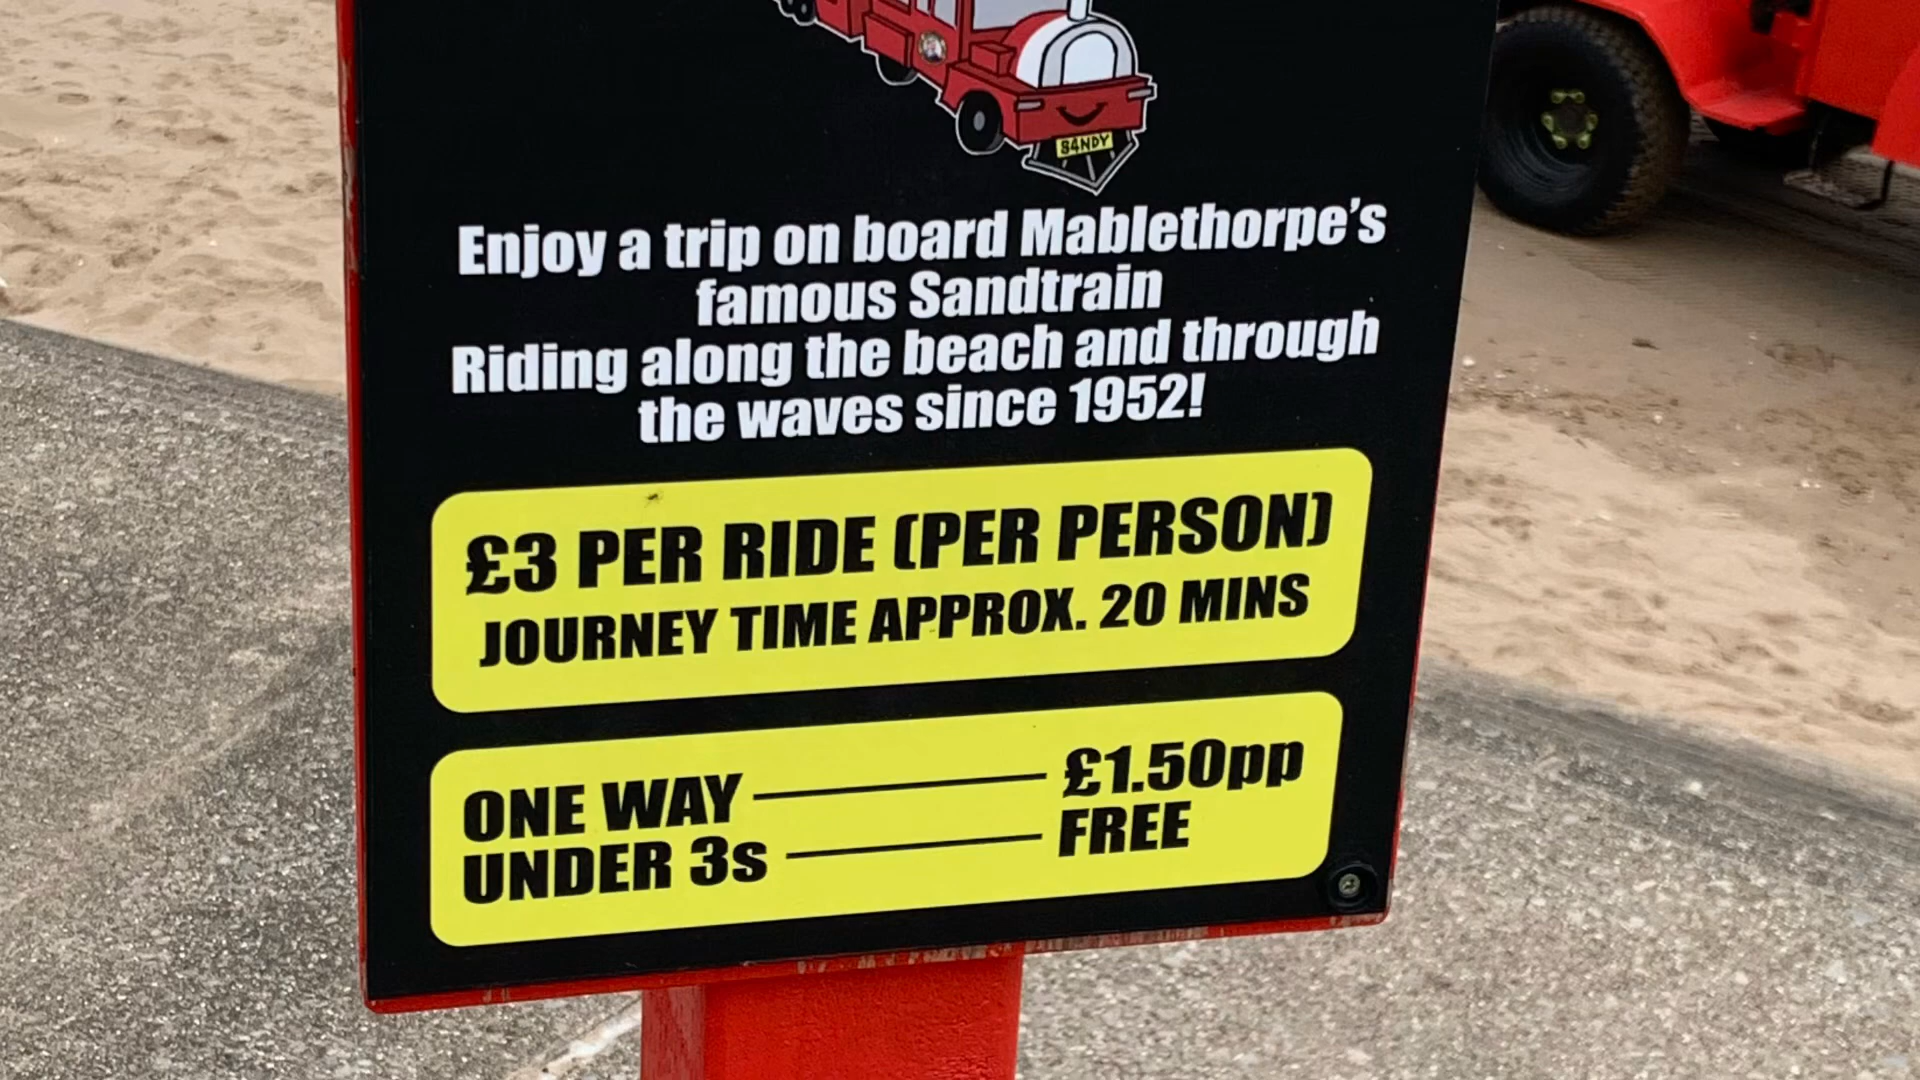 S4NDY
Enjoy a trip on board Mablethorpe's
famous Sandtrain
Riding along the beach and through
the waves since 1952!
£3 PER RIDE (PER PERSON)
JOURNEY TIME APPROX. 20 MINS
ONE WAY £1.50pp
UNDER 3s FREE